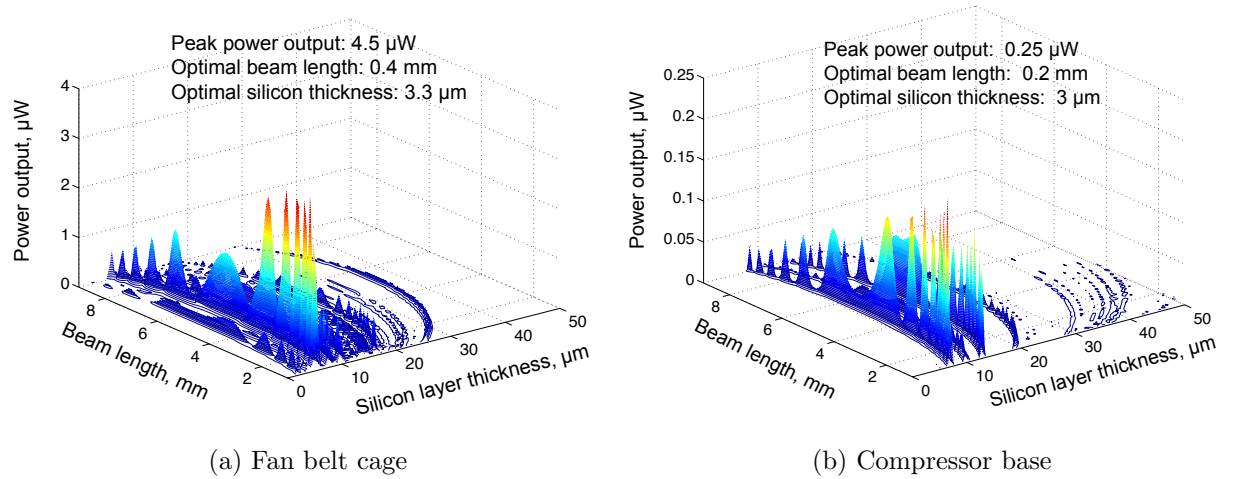 Peak power output: 4.5 µW
Optimal beam length: 0.4 mm
Optimal silicon thickness: 3.3 µm
4
3
2
1
0
Power output, µW
8
6
4
2
Beam length, mm
0
10
20
30
40
50
Silicon layer thickness, µm
(a) Fan belt cage
Peak power output: 0.25 µW
Optimal beam length: 0.2 mm
Optimal silicon thickness: 3 µm
0.25
0.2
0.15
0.1
0.05
0
Power output, µW
8
6
4
2
Beam length, mm
0
10
20
30
40
50
Silicon layer thickness, µm
(b) Compressor base